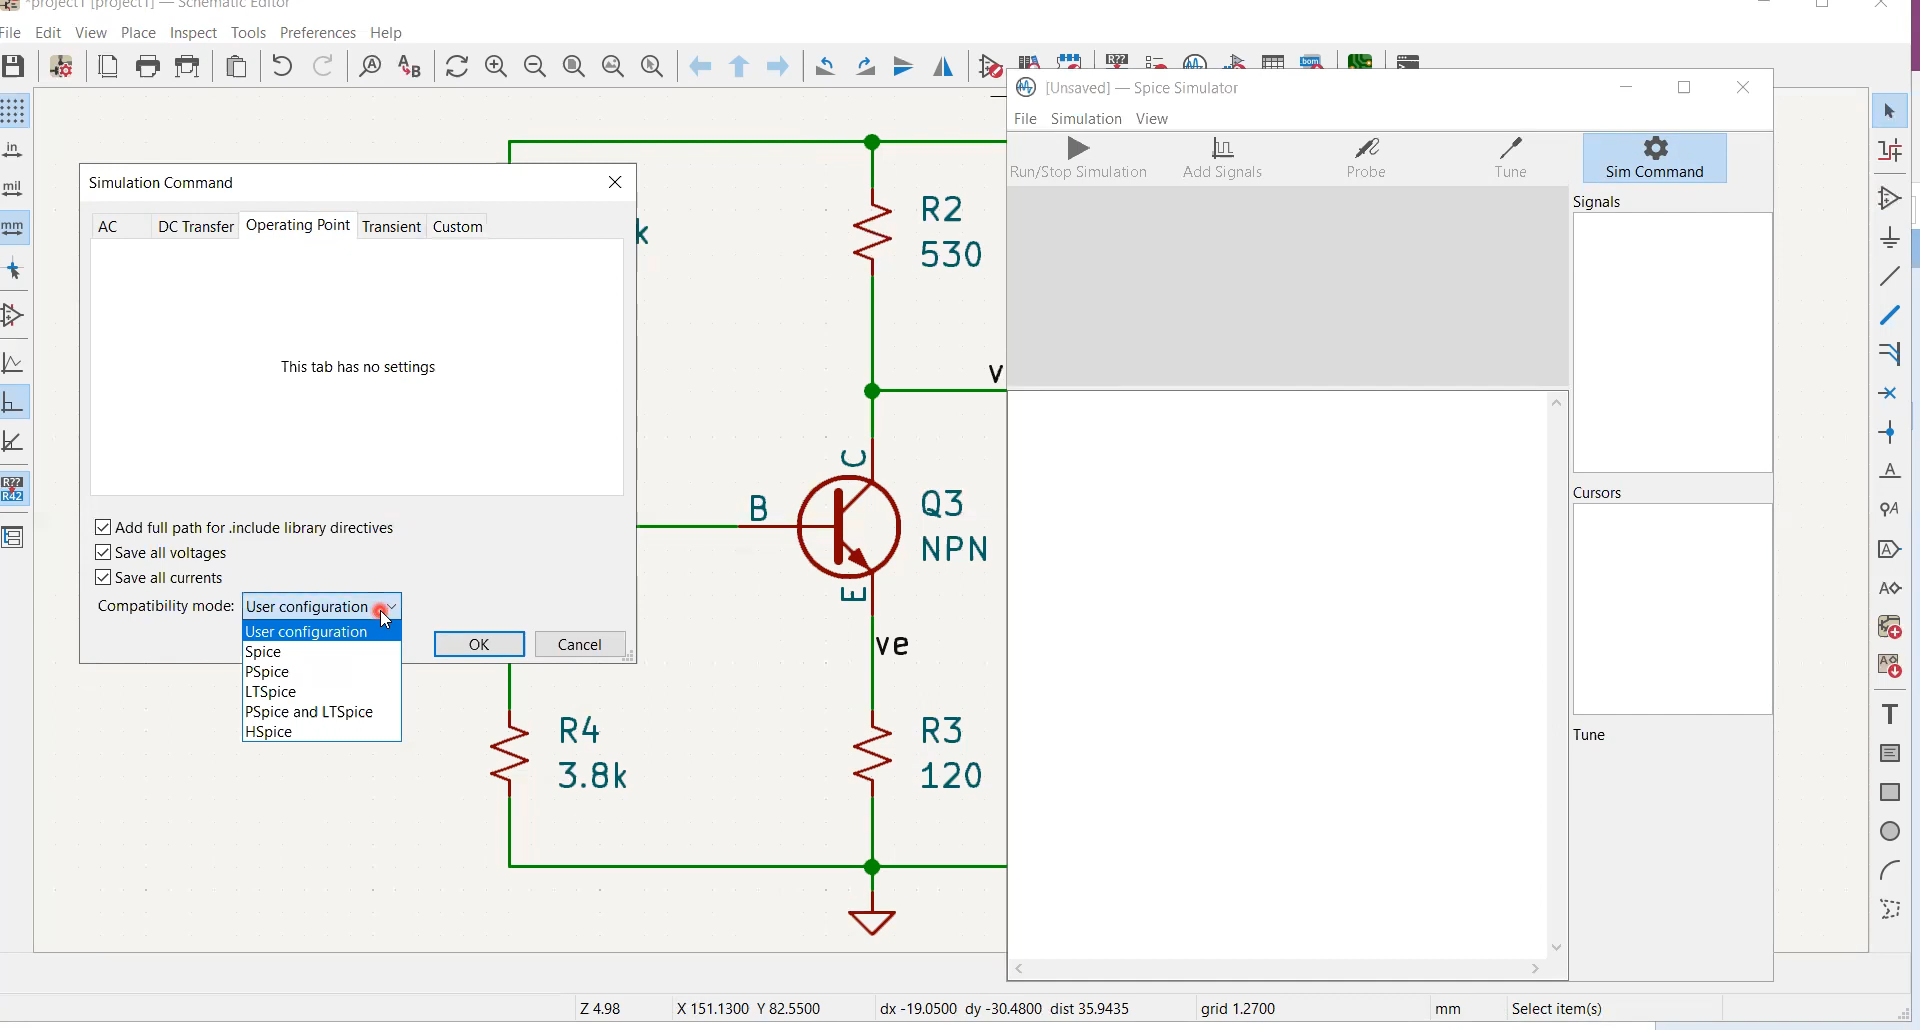 *project1 [project1] — Schematic Editor
File Edit View Place Inspect Tools Preferences Help
[Unsaved] — Spice Simulator
File Simulation View
Run/Stop Simulation Add Signals Probe Tune Sim Command
Signals
Cursors
Tune
Simulation Command
AC DC Transfer Operating Point Transient Custom
This tab has no settings
Add full path for .include library directives
Save all voltages
Save all currents
Compatibility mode: User configuration
User configuration
Spice
PSpice
LTSpice
PSpice and LTSpice
HSpice
OK Cancel
in
mil
mm
R??
R42
k
R2
530
v
C
B
E
Q3
NPN
ve
R4
3.8k
R3
120
Z 4.98 X 151.1300 Y 82.5500 dx -19.0500 dy -30.4800 dist 35.9435 grid 1.2700 mm Select item(s)